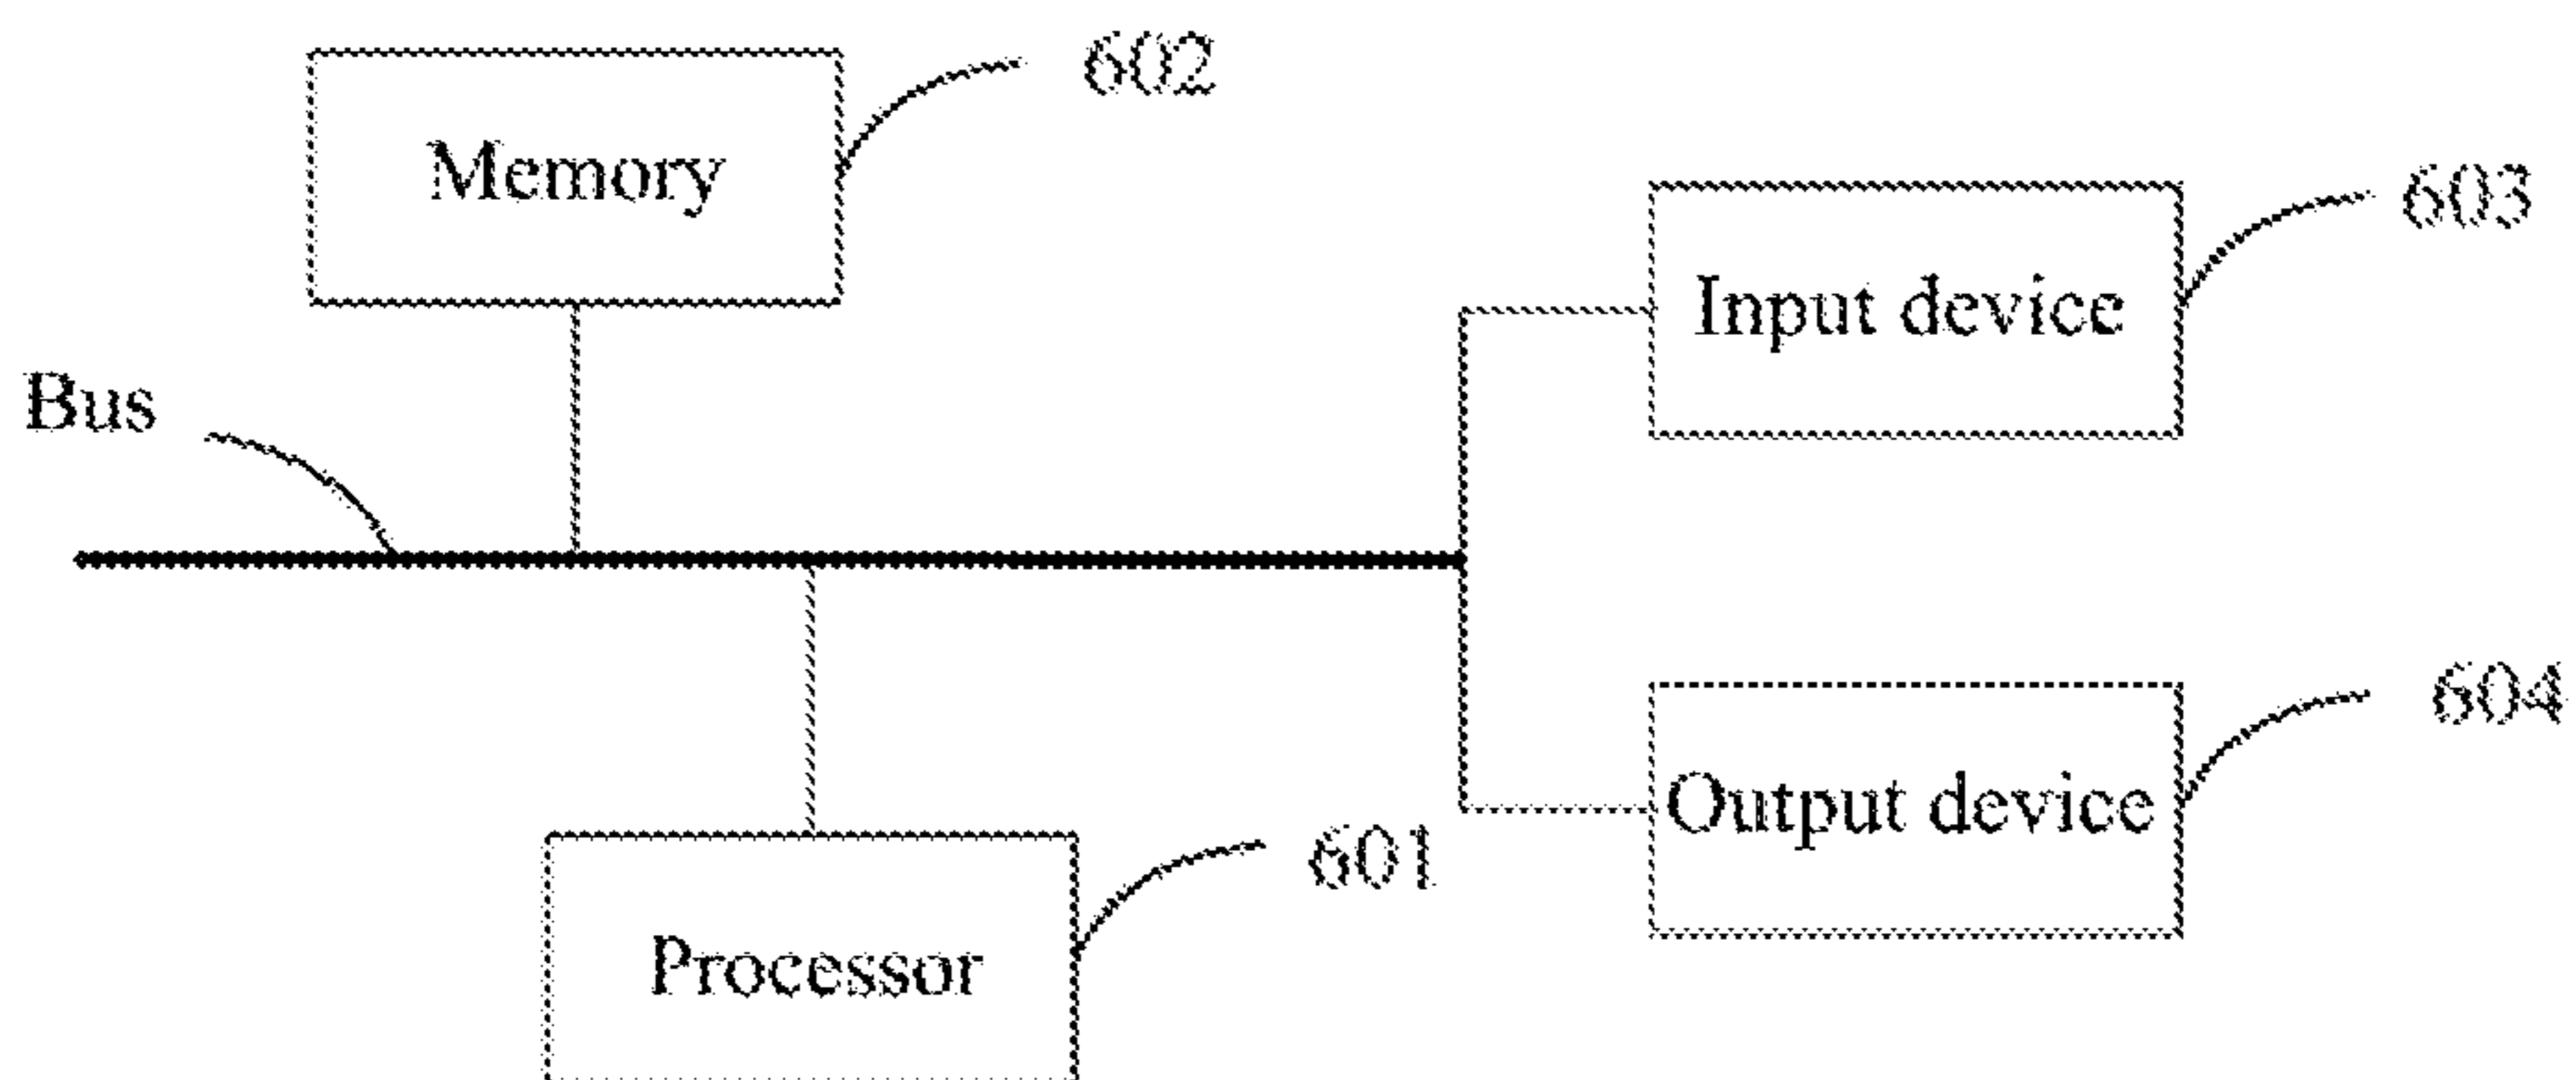 602
Memory
603
Input device
Bus
604
Output device
601
Processor